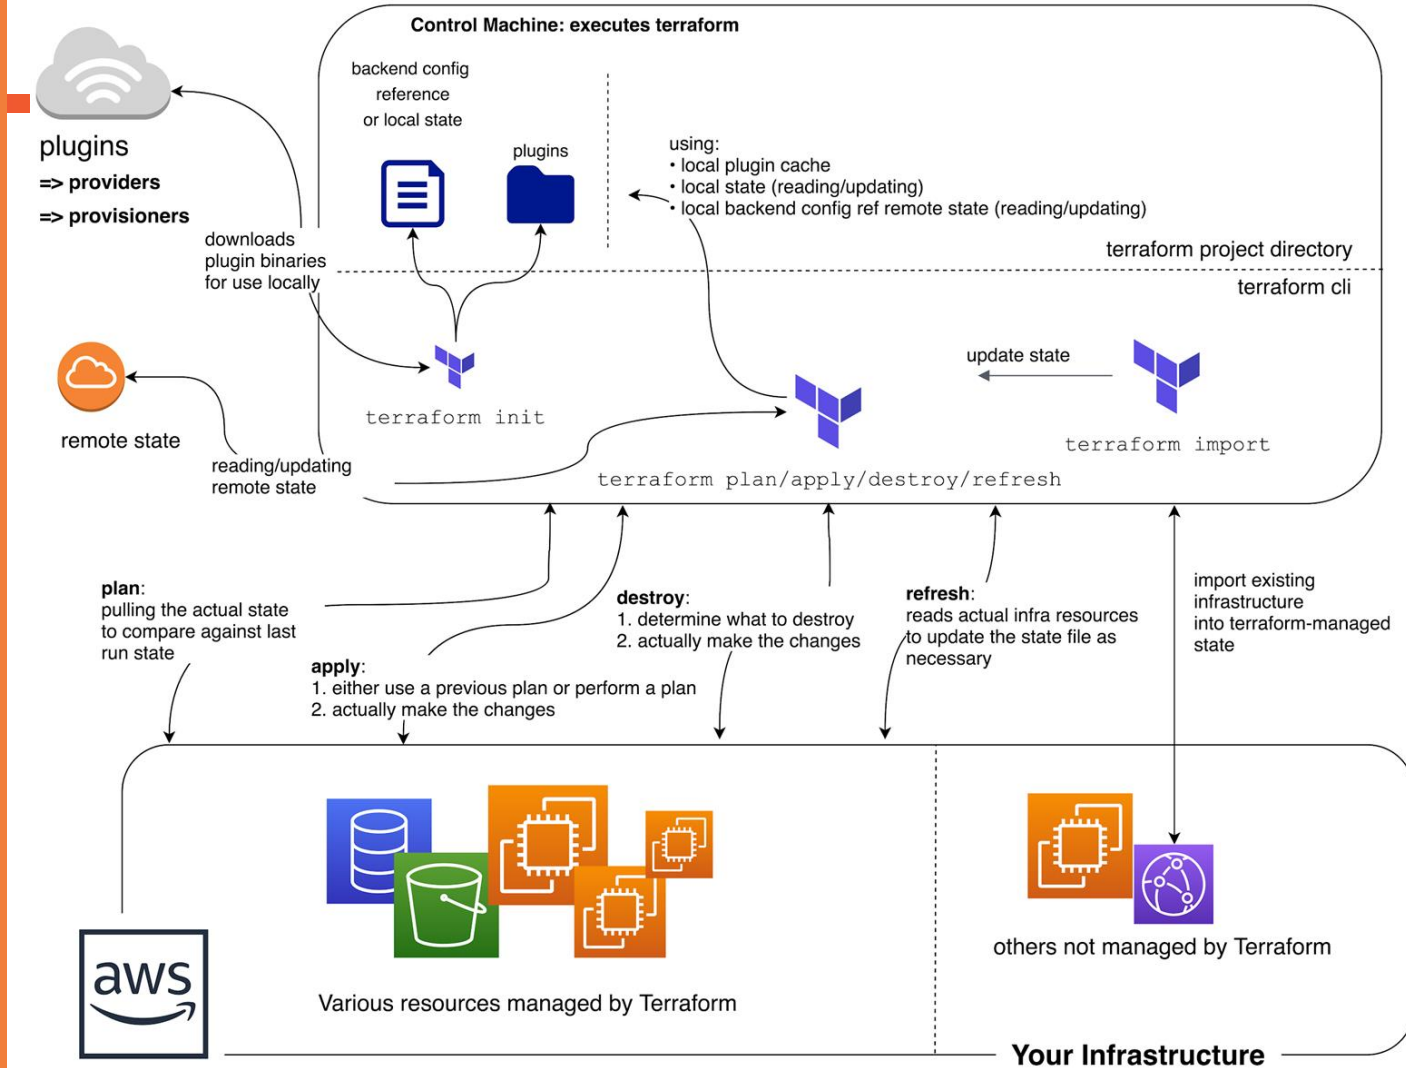 Control Machine: executes terraform
backend config
reference
or local state
plugins
using:
• local plugin cache
• local state (reading/updating)
• local backend config ref remote state (reading/updating)
plugins
=> providers
=> provisioners
downloads
plugin binaries
for use locally
terraform project directory
terraform cli
update state
terraform init
terraform import
remote state
reading/updating
remote state
terraform plan/apply/destroy/refresh
plan:
pulling the actual state
to compare against last
run state
apply:
1. either use a previous plan or perform a plan
2. actually make the changes
destroy:
1. determine what to destroy
2. actually make the changes
refresh:
reads actual infra resources
to update the state file as
necessary
import existing
infrastructure
into terraform-managed
state
aws
Various resources managed by Terraform
others not managed by Terraform
Your Infrastructure